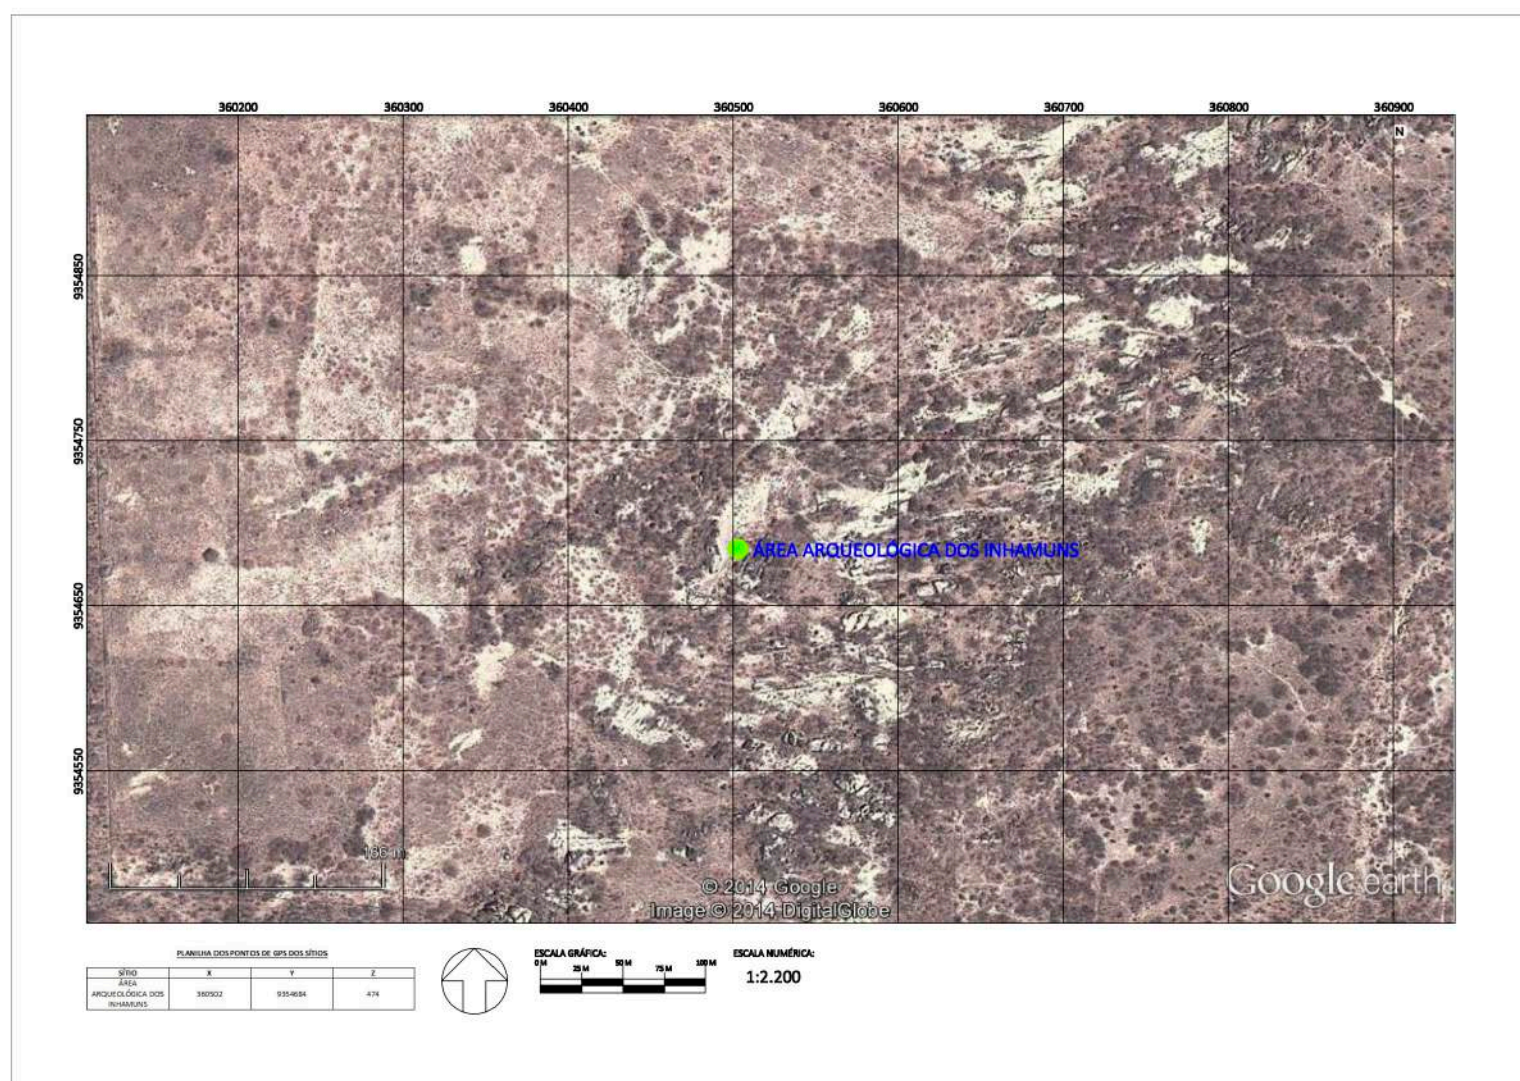 360200 360300 360400 360500 360600 360700 360800 360900
N
9354850
9354750
ÁREA ARQUEOLÓGICA DOS INHAMUNS
9354650
9354550
136 m
© 2014 Google
Image © 2014 DigitalGlobe
Google earth
PLANILHA DOS PONTOS DE GPS DOS SÍTIOS
SÍTIO X Y Z
ÁREA
ARQUEOLÓGICA DOS 360502 9354684 474
INHAMUNS
ESCALA GRÁFICA:
0 M 25 M 50 M 75 M 100 M
ESCALA NUMÉRICA:
1:2.200